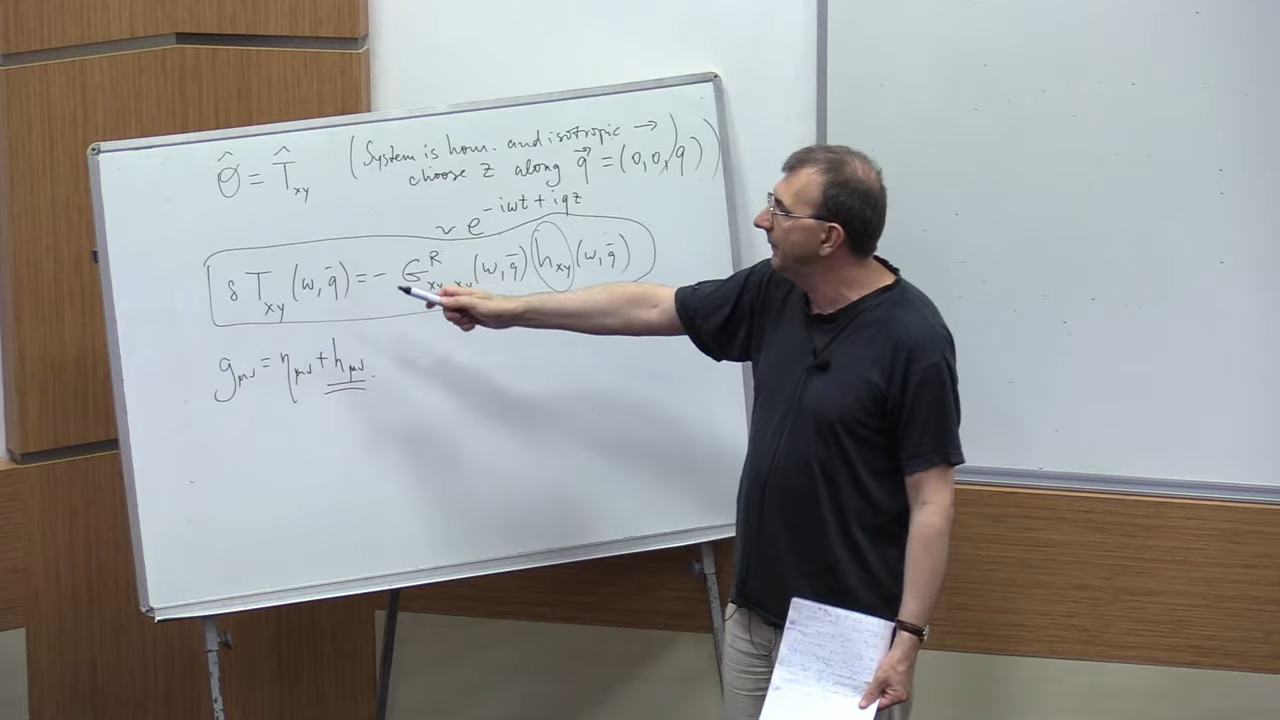 Ô = T̂_xy (System is hom. and isotropic →
choose z along q⃗ = (0,0,q))
~ e^{-iωt + iqz}
δT_xy(ω,q̄) = - G^R_{xy,xy}(ω,q̄) h_xy(ω,q̄)
g_μν = η_μν + h_μν.